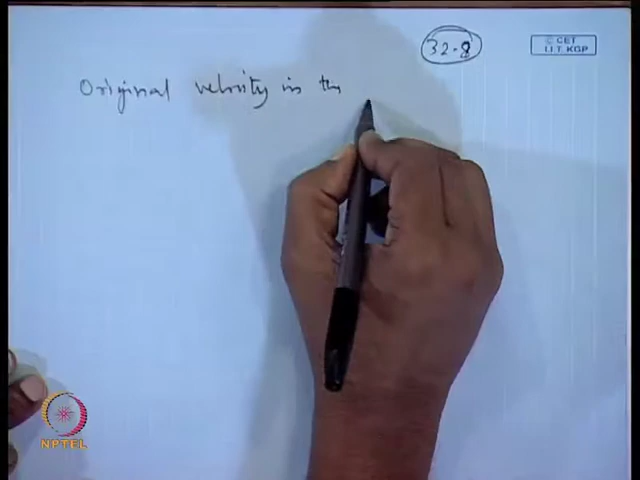 32-8
© CET
I.I.T. KGP
Original velocity in the
NPTEL